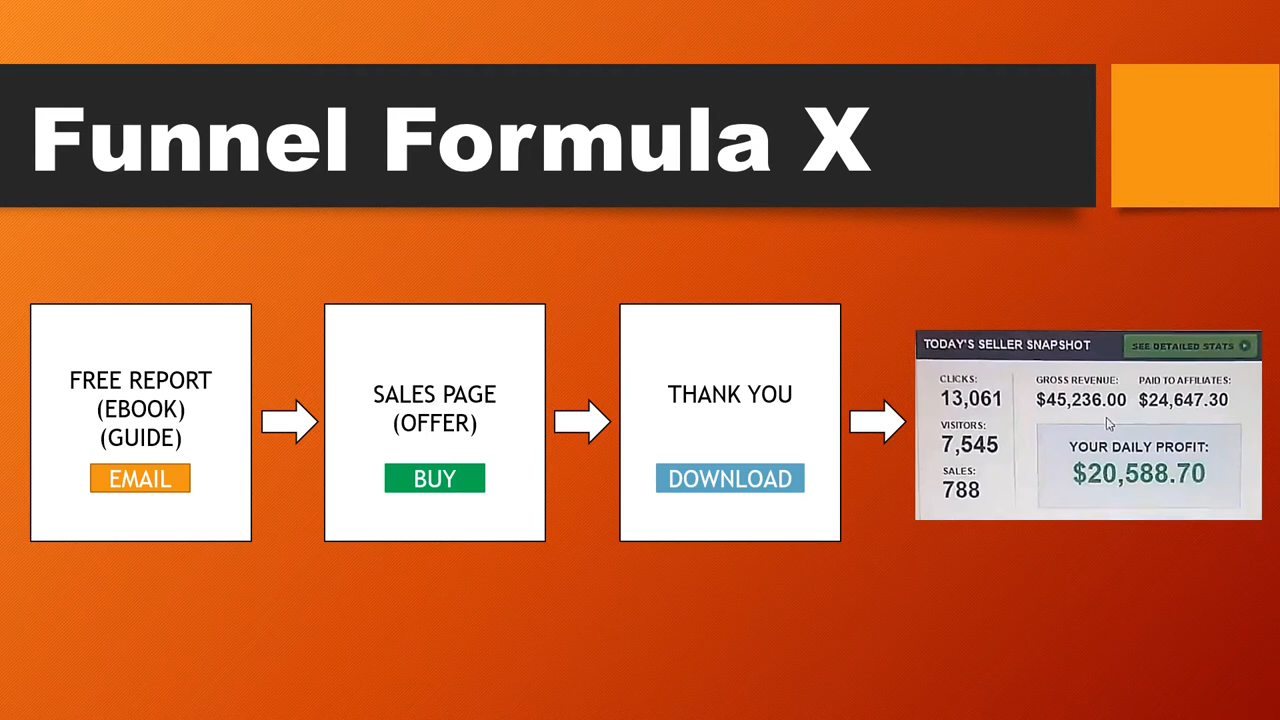 Funnel Formula X
FREE REPORT
(EBOOK)
(GUIDE)
EMAIL
SALES PAGE
(OFFER)
BUY
THANK YOU
DOWNLOAD
TODAY'S SELLER SNAPSHOT
SEE DETAILED STATS
CLICKS:
13,061
VISITORS:
7,545
SALES:
788
GROSS REVENUE:
$45,236.00
PAID TO AFFILIATES:
$24,647.30
YOUR DAILY PROFIT:
$20,588.70